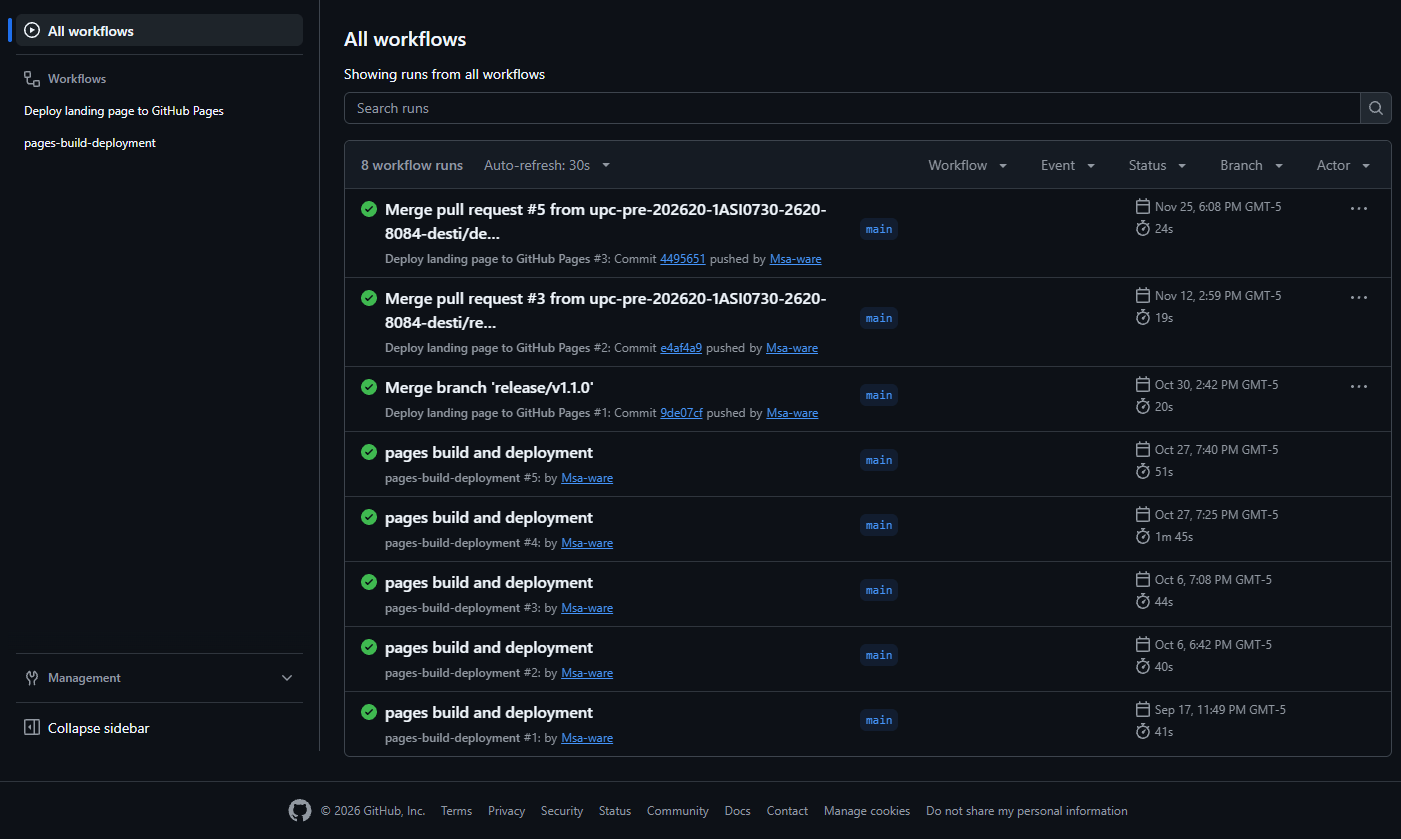 All workflows
Workflows
Deploy landing page to GitHub Pages
pages-build-deployment
Management
Collapse sidebar
All workflows
Showing runs from all workflows
Search runs
8 workflow runs Auto-refresh: 30s Workflow Event Status Branch Actor
Merge pull request #5 from upc-pre-202620-1ASI0730-2620-
8084-desti/de...
Deploy landing page to GitHub Pages #3: Commit 4495651 pushed by Msa-ware
main
Nov 25, 6:08 PM GMT-5
24s
Merge pull request #3 from upc-pre-202620-1ASI0730-2620-
8084-desti/re...
Deploy landing page to GitHub Pages #2: Commit e4af4a9 pushed by Msa-ware
main
Nov 12, 2:59 PM GMT-5
19s
Merge branch 'release/v1.1.0'
Deploy landing page to GitHub Pages #1: Commit 9de07cf pushed by Msa-ware
main
Oct 30, 2:42 PM GMT-5
20s
pages build and deployment
pages-build-deployment #5: by Msa-ware
main
Oct 27, 7:40 PM GMT-5
51s
pages build and deployment
pages-build-deployment #4: by Msa-ware
main
Oct 27, 7:25 PM GMT-5
1m 45s
pages build and deployment
pages-build-deployment #3: by Msa-ware
main
Oct 6, 7:08 PM GMT-5
44s
pages build and deployment
pages-build-deployment #2: by Msa-ware
main
Oct 6, 6:42 PM GMT-5
40s
pages build and deployment
pages-build-deployment #1: by Msa-ware
main
Sep 17, 11:49 PM GMT-5
41s
© 2026 GitHub, Inc. Terms Privacy Security Status Community Docs Contact Manage cookies Do not share my personal information